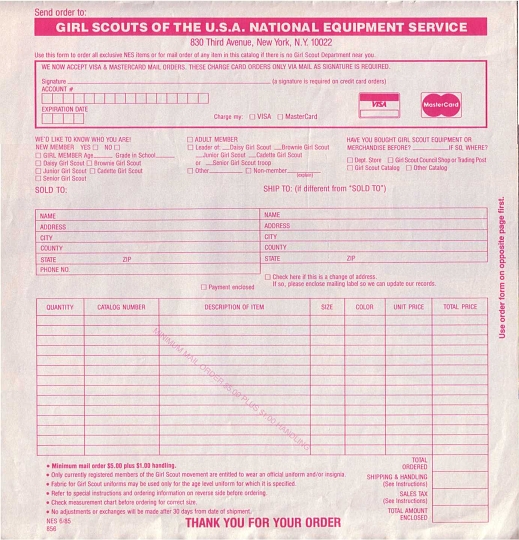 Send order to:
GIRL SCOUTS OF THE U.S.A. NATIONAL EQUIPMENT SERVICE
830 Third Avenue, New York, N.Y. 10022
Use this form to order all exclusive NES items or for mail order of any item in this catalog if there is no Girl Scout Department near you.
WE NOW ACCEPT VISA & MASTERCARD MAIL ORDERS. THESE CHARGE CARD ORDERS ONLY VIA MAIL AS SIGNATURE IS REQUIRED.
Signature (a signature is required on credit card orders)
ACCOUNT #
EXPIRATION DATE
Charge my: VISA MasterCard
VISA
MasterCard
WE'D LIKE TO KNOW WHO YOU ARE!
NEW MEMBER YES NO
GIRL MEMBER Age Grade in School
Daisy Girl Scout Brownie Girl Scout
Junior Girl Scout Cadette Girl Scout
Senior Girl Scout
ADULT MEMBER
Leader of: Daisy Girl Scout Brownie Girl Scout
Junior Girl Scout Cadette Girl Scout
or Senior Girl Scout troop
Other Non-member
(explain)
HAVE YOU BOUGHT GIRL SCOUT EQUIPMENT OR
MERCHANDISE BEFORE? IF SO, WHERE?
Dept. Store Girl Scout Council Shop or Trading Post
Girl Scout Catalog Other Catalog
SOLD TO:
SHIP TO: (if different from "SOLD TO")
NAME
ADDRESS
CITY
COUNTY
STATE ZIP
PHONE NO.
NAME
ADDRESS
CITY
COUNTY
STATE ZIP
Check here if this is a change of address.
If so, please enclose mailing label so we can update our records.
Payment enclosed
Use order form on opposite page first.
QUANTITY CATALOG NUMBER DESCRIPTION OF ITEM SIZE COLOR UNIT PRICE TOTAL PRICE
MINIMUM MAIL ORDER $5.00 PLUS $1.00 HANDLING
• Minimum mail order $5.00 plus $1.00 handling.
• Only currently registered members of the Girl Scout movement are entitled to wear an official uniform and/or insignia.
• Fabric for Girl Scout uniforms may be used only for the age level uniform for which it is specified.
• Refer to special instructions and ordering information on reverse side before ordering.
• Check measurement chart before ordering for correct size.
• No adjustments or exchanges will be made after 30 days from date of shipment.
TOTAL
ORDERED
SHIPPING & HANDLING
(See Instructions)
SALES TAX
(See Instructions)
TOTAL AMOUNT
ENCLOSED
NES 6/85
656
THANK YOU FOR YOUR ORDER